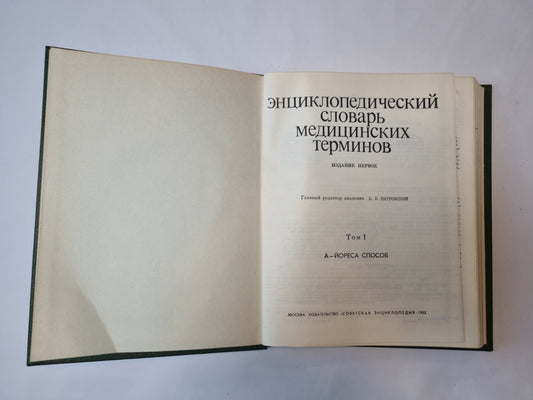 ЭНЦИКЛОПЕДИЧЕСКИЙ
СЛОВАРЬ
МЕДИЦИНСКИХ
ТЕРМИНОВ
ИЗДАНИЕ ПЕРВОЕ
Главный редактор академик Б. В. ПЕТРОВСКИЙ
Том I
А—ЙОРЕСА СПОСОБ
МОСКВА · ИЗДАТЕЛЬСТВО «СОВЕТСКАЯ ЭНЦИКЛОПЕДИЯ» · 1982